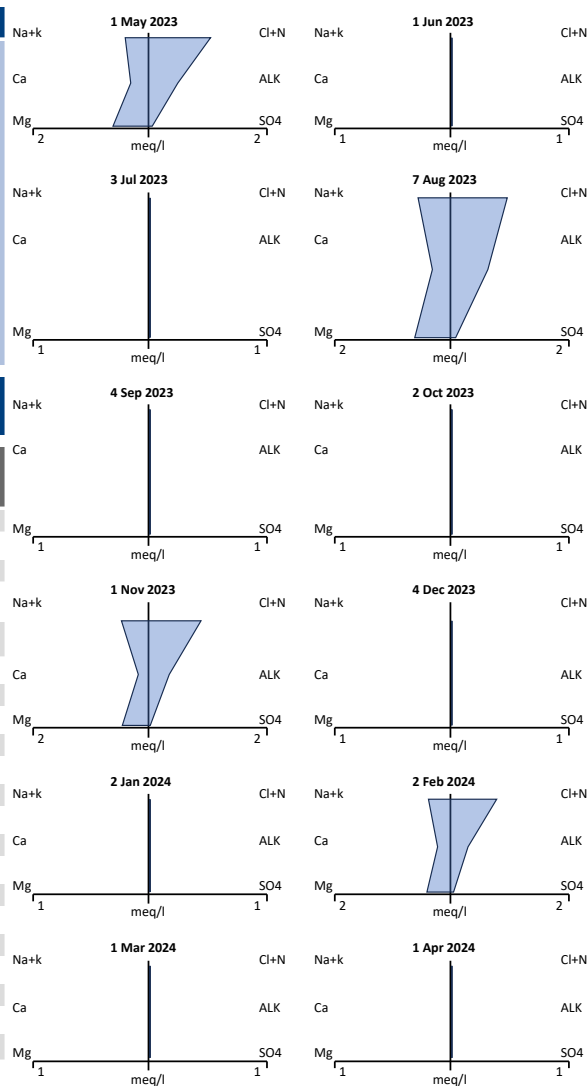 1 May 2023
Na+k Cl+N
Ca ALK
Mg SO4
2 2
meq/l
1 Jun 2023
Na+k Cl+N
Ca ALK
Mg SO4
1 1
meq/l
3 Jul 2023
Na+k Cl+N
Ca ALK
Mg SO4
1 1
meq/l
7 Aug 2023
Na+k Cl+N
Ca ALK
Mg SO4
2 2
meq/l
4 Sep 2023
Na+k Cl+N
Ca ALK
Mg SO4
1 1
meq/l
2 Oct 2023
Na+k Cl+N
Ca ALK
Mg SO4
1 1
meq/l
1 Nov 2023
Na+k Cl+N
Ca ALK
Mg SO4
2 2
meq/l
4 Dec 2023
Na+k Cl+N
Ca ALK
Mg SO4
1 1
meq/l
2 Jan 2024
Na+k Cl+N
Ca ALK
Mg SO4
1 1
meq/l
2 Feb 2024
Na+k Cl+N
Ca ALK
Mg SO4
2 2
meq/l
1 Mar 2024
Na+k Cl+N
Ca ALK
Mg SO4
1 1
meq/l
1 Apr 2024
Na+k Cl+N
Ca ALK
Mg SO4
1 1
meq/l